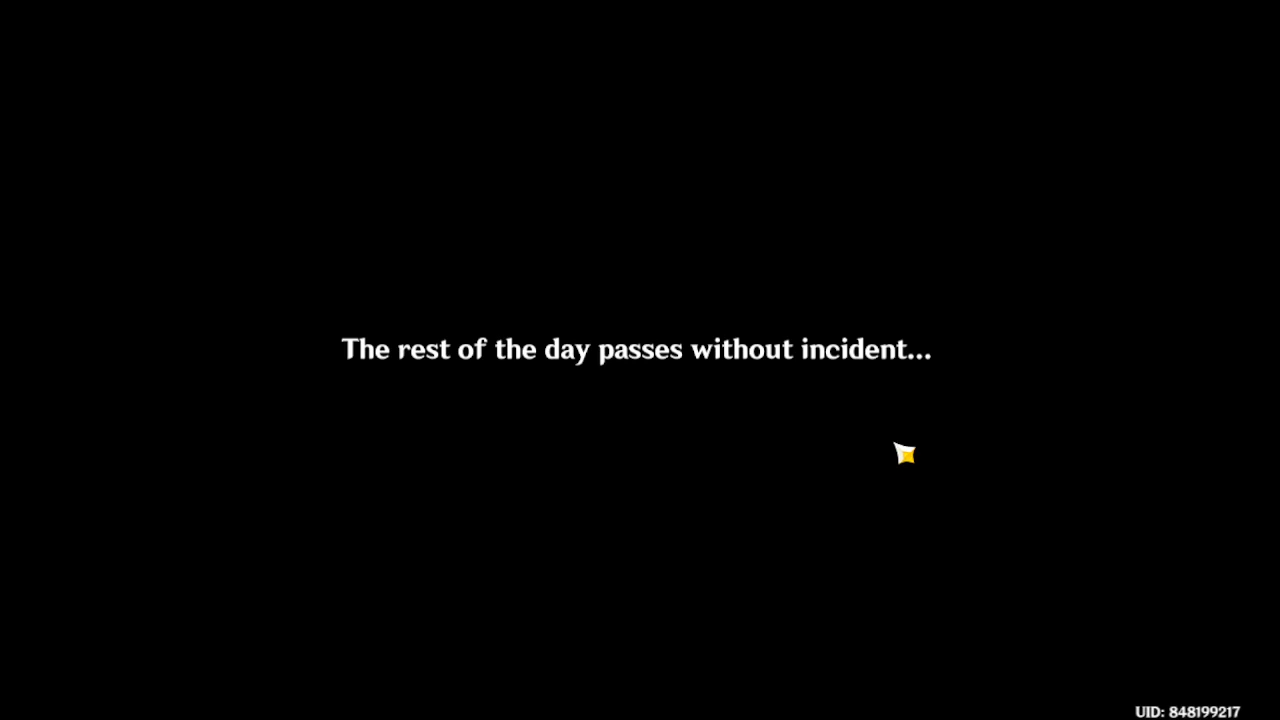 The rest of the day passes without incident...
UID: 848199217